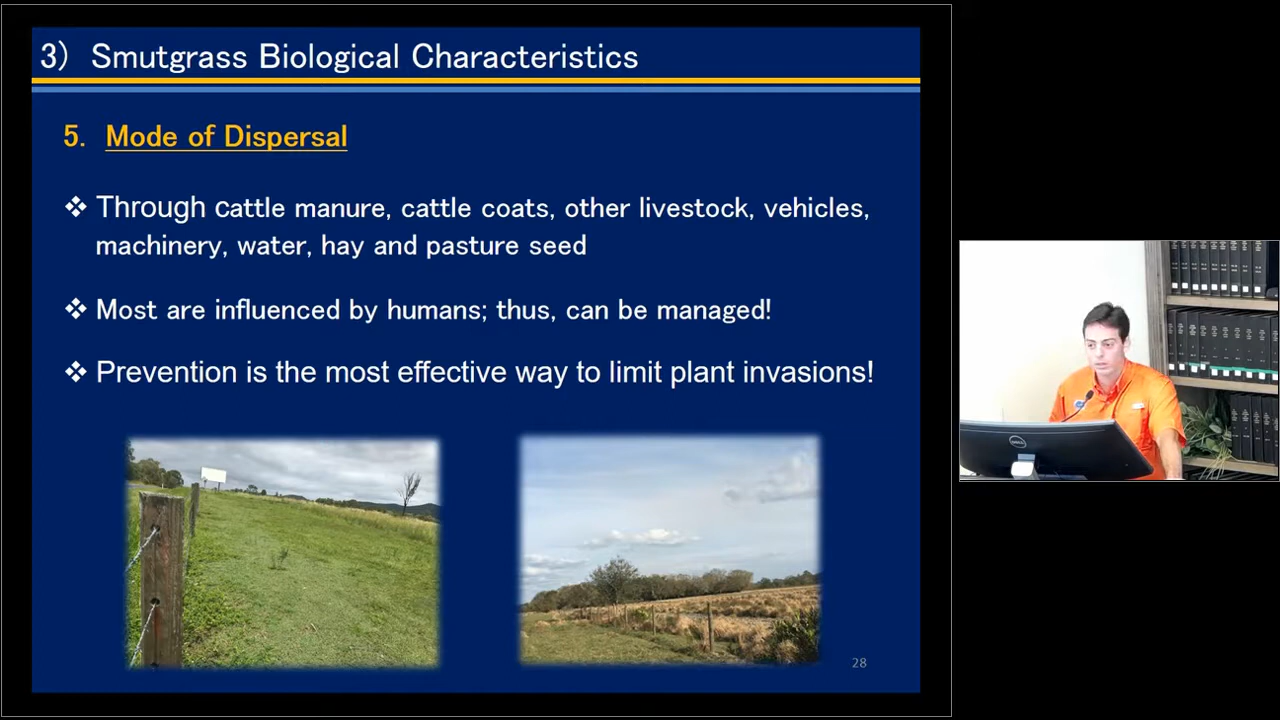 3) Smutgrass Biological Characteristics
5. Mode of Dispersal
❖ Through cattle manure, cattle coats, other livestock, vehicles,
machinery, water, hay and pasture seed
❖ Most are influenced by humans; thus, can be managed!
❖ Prevention is the most effective way to limit plant invasions!
28
DELL